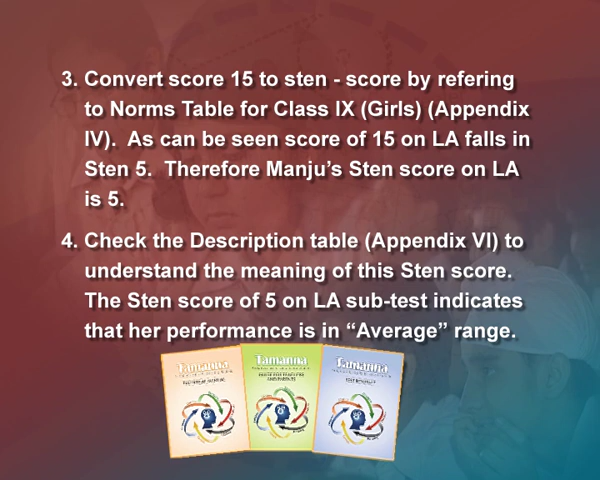 3. Convert score 15 to sten - score by refering
to Norms Table for Class IX (Girls) (Appendix
IV).  As can be seen score of 15 on LA falls in
Sten 5.  Therefore Manju’s Sten score on LA
is 5.
4. Check the Description table (Appendix VI) to
understand the meaning of this Sten score.
The Sten score of 5 on LA sub-test indicates
that her performance is in “Average” range.
Tamanna
Tamanna
Tamanna